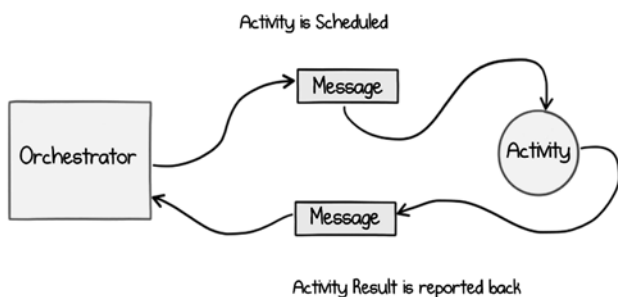 Activity is Scheduled
Message
Orchestrator
Activity
Message
Activity Result is reported back